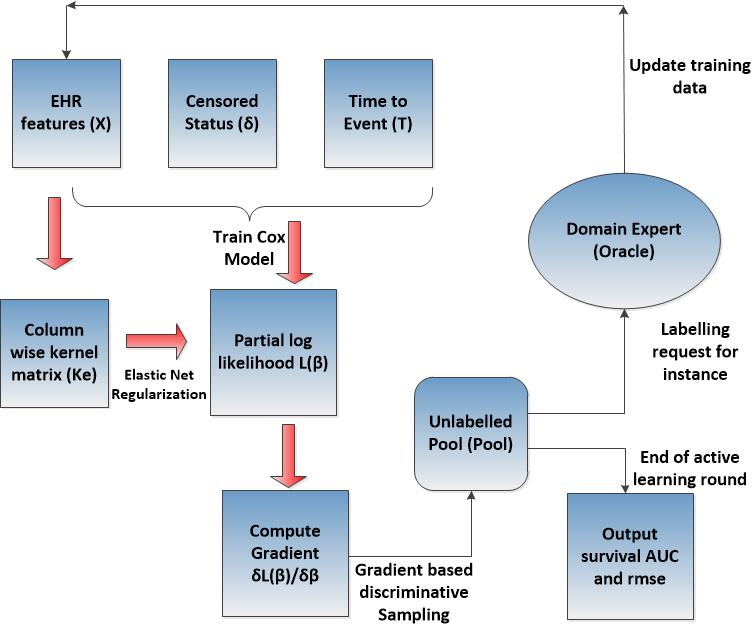 EHR
features (X)
Censored
Status (δ)
Time to
Event (T)
Update training
data
Train Cox
Model
Domain Expert
(Oracle)
Column
wise kernel
matrix (Ke)
Elastic Net
Regularization
Partial log
likelihood L(β)
Labelling
request for
instance
Unlabelled
Pool (Pool)
End of active
learning round
Compute
Gradient
δL(β)/δβ
Gradient based
discriminative
Sampling
Output
survival AUC
and rmse